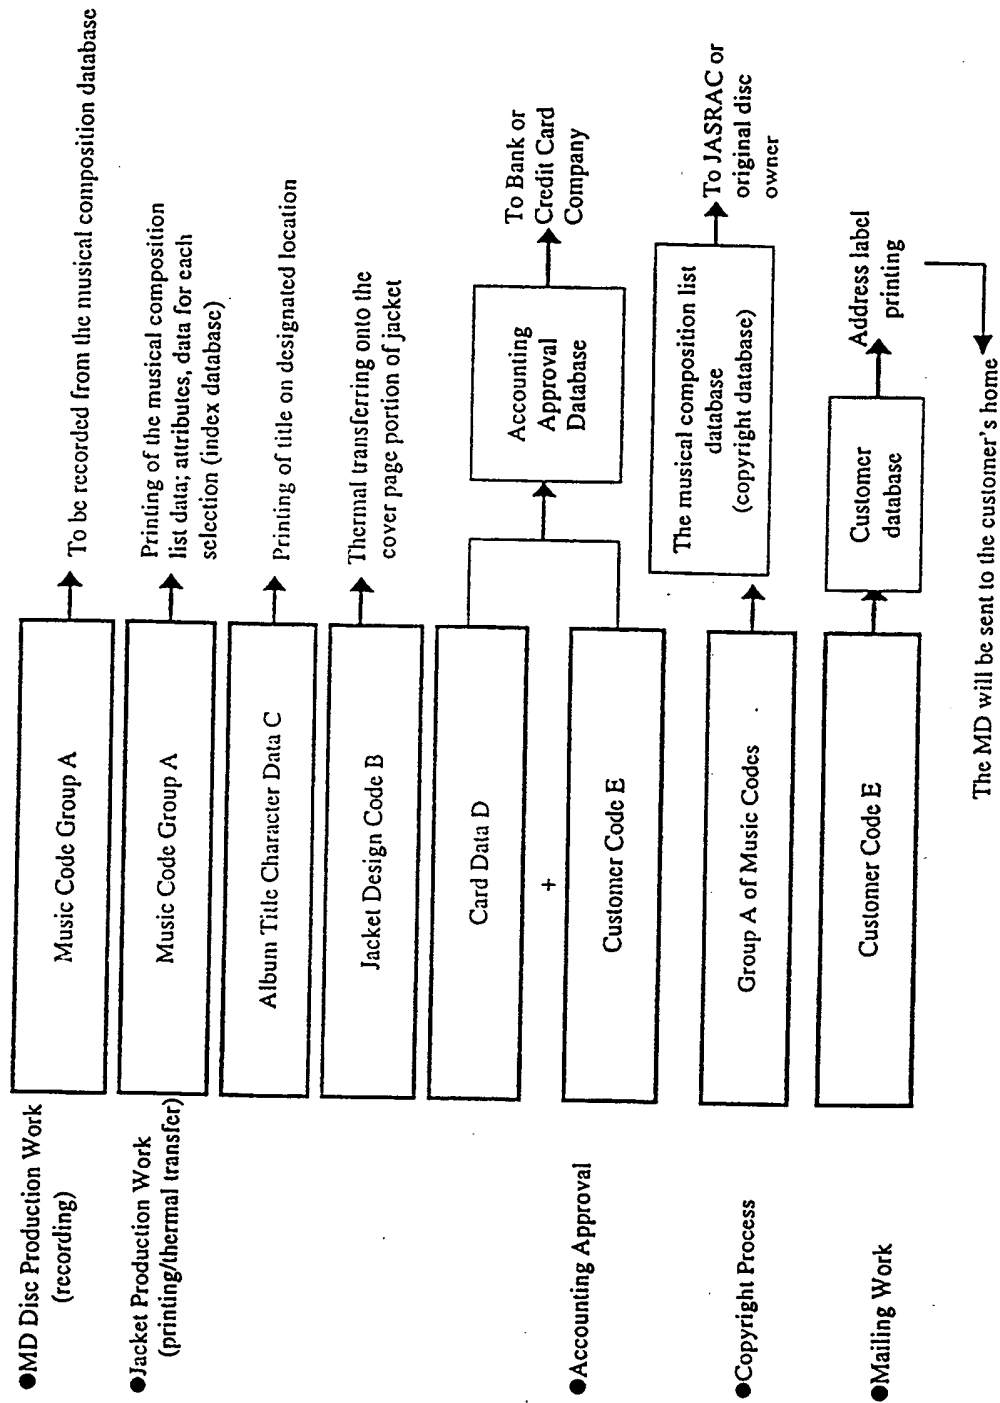 ●MD Disc Production Work
(recording)
Music Code Group A
To be recorded from the musical composition database
●Jacket Production Work
(printing/thermal transfer)
Music Code Group A
Printing of the musical composition
list data; attributes, data for each
selection (index database)
Album Title Character Data C
Printing of title on designated location
Jacket Design Code B
Thermal transferring onto the
cover page portion of jacket
Card Data D
+
●Accounting Approval
Customer Code E
Accounting
Approval
Database
To Bank or
Credit Card
Company
●Copyright Process
Group A of Music Codes
The musical composition list
database
(copyright database)
To JASRAC or
original disc
owner
●Mailing Work
Customer Code E
Customer
database
Address label
printing
The MD will be sent to the customer's home